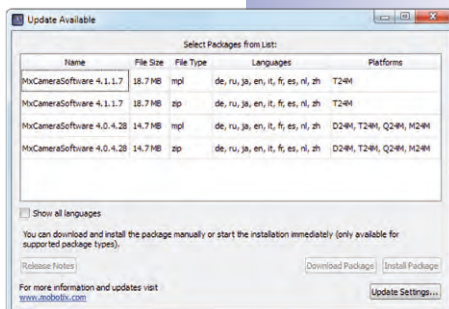 Update Available
Select Packages from List:
Name File Size File Type Languages Platforms
MxCameraSoftware 4.1.1.7 18.7 MB mpl de, ru, ja, en, it, fr, es, nl, zh T24M
MxCameraSoftware 4.1.1.7 18.7 MB zip de, ru, ja, en, it, fr, es, nl, zh T24M
MxCameraSoftware 4.0.4.28 14.7 MB mpl de, ru, ja, en, it, fr, es, nl, zh D24M, T24M, Q24M, M24M
MxCameraSoftware 4.0.4.28 14.7 MB zip de, ru, ja, en, it, fr, es, nl, zh D24M, T24M, Q24M, M24M
Show all languages
You can download and install the package manually or start the installation immediately (only available for
supported package types).
Release Notes Download Package Install Package
For more information and updates visit
www.mobotix.com Update Settings...